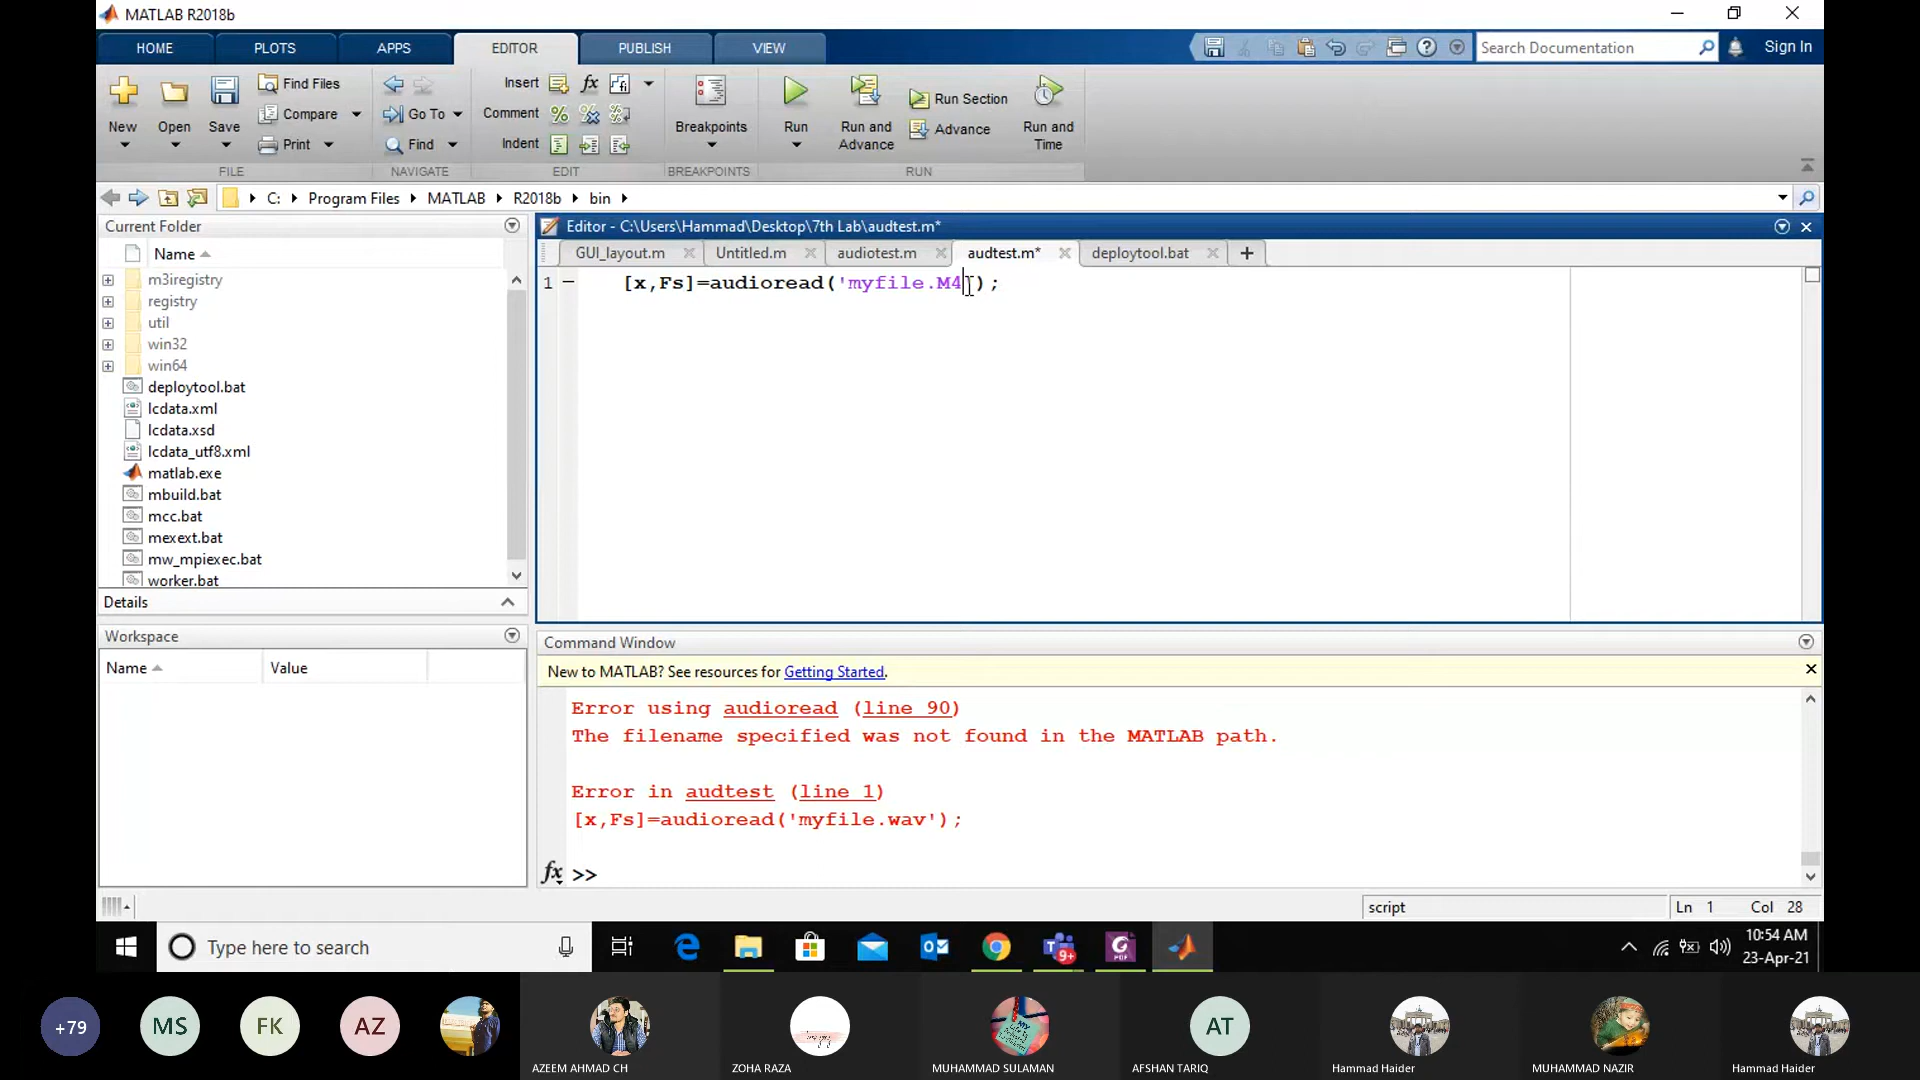 MATLAB R2018b
HOME PLOTS APPS EDITOR PUBLISH VIEW Search Documentation Sign In
New Open Save Find Files Compare Print Go To Find Insert Comment Indent fx Breakpoints Run Run and Advance Run Section Advance Run and Time
FILE NAVIGATE EDIT BREAKPOINTS RUN
C: Program Files MATLAB R2018b bin
Current Folder
Name
m3iregistry
registry
util
win32
win64
deploytool.bat
lcdata.xml
lcdata.xsd
lcdata_utf8.xml
matlab.exe
mbuild.bat
mcc.bat
mexext.bat
mw_mpiexec.bat
worker.bat
Details
Workspace
Name Value
Editor - C:\Users\Hammad\Desktop\7th Lab\audtest.m*
GUI_layout.m Untitled.m audiotest.m audtest.m* deploytool.bat +
1 – [x,Fs]=audioread('myfile.M4');
Command Window
New to MATLAB? See resources for Getting Started.
Error using audioread (line 90)
The filename specified was not found in the MATLAB path.
Error in audtest (line 1)
[x,Fs]=audioread('myfile.wav');
fx >>
script Ln 1 Col 28
Type here to search 9+ PDF 10:54 AM
23-Apr-21
+79 MS FK AZ AT
AZEEM AHMAD CH ZOHA RAZA MUHAMMAD SULAMAN AFSHAN TARIQ Hammad Haider MUHAMMAD NAZIR Hammad Haider